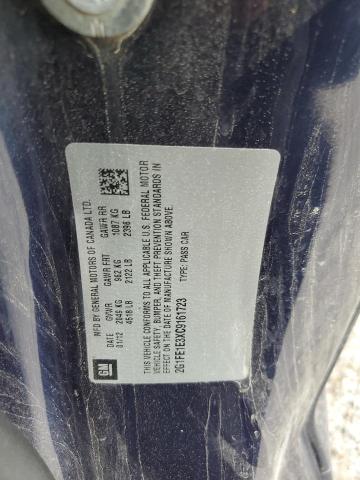 MFD BY GENERAL MOTORS OF CANADA LTD.
DATE GVWR GAWR FRT GAWR RR
01/12 2049 KG 962 KG 1087 KG
4518 LB 2122 LB 2396 LB
THIS VEHICLE CONFORMS TO ALL APPLICABLE U.S. FEDERAL MOTOR
VEHICLE SAFETY, BUMPER, AND THEFT PREVENTION STANDARDS IN
EFFECT ON THE DATE OF MANUFACTURE SHOWN ABOVE.
2G1FE1E3XC9161723 TYPE: PASS CAR
GM